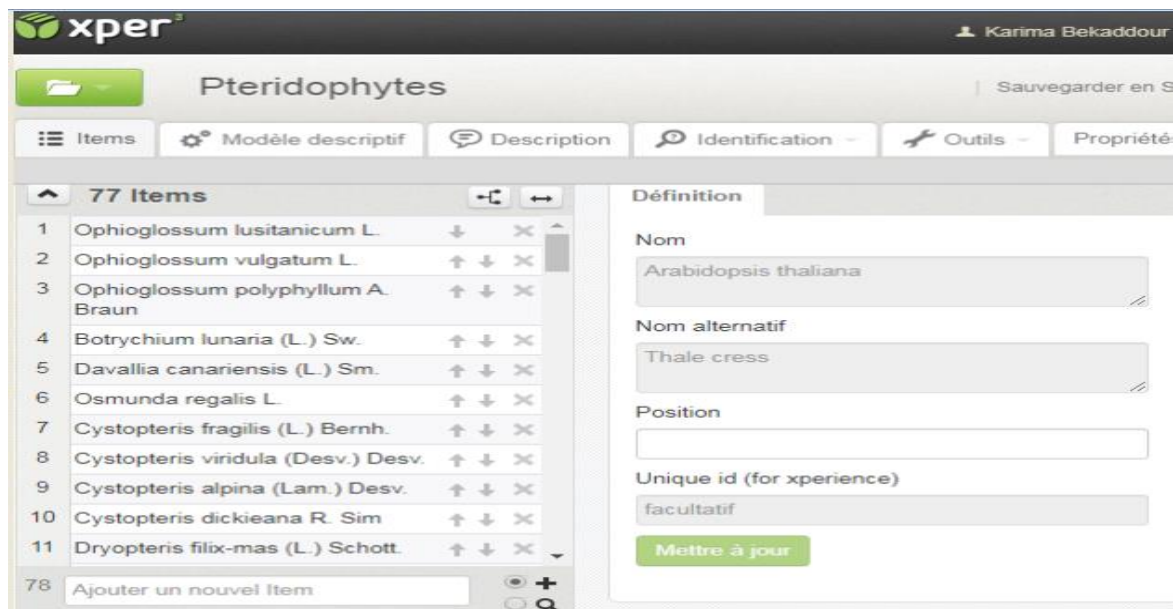 xper³
Karima Bekaddour
Pteridophytes
Sauvegarder en S
Items
Modèle descriptif
Description
Identification
Outils
Propriétés
77 Items
1 Ophioglossum lusitanicum L.
2 Ophioglossum vulgatum L.
3 Ophioglossum polyphyllum A.
Braun
4 Botrychium lunaria (L.) Sw.
5 Davallia canariensis (L.) Sm.
6 Osmunda regalis L.
7 Cystopteris fragilis (L.) Bernh.
8 Cystopteris viridula (Desv.) Desv.
9 Cystopteris alpina (Lam.) Desv.
10 Cystopteris dickieana R. Sim
11 Dryopteris filix-mas (L.) Schott.
78 Ajouter un nouvel Item
Définition
Nom
Arabidopsis thaliana
Nom alternatif
Thale cress
Position
Unique id (for xperience)
facultatif
Mettre à jour